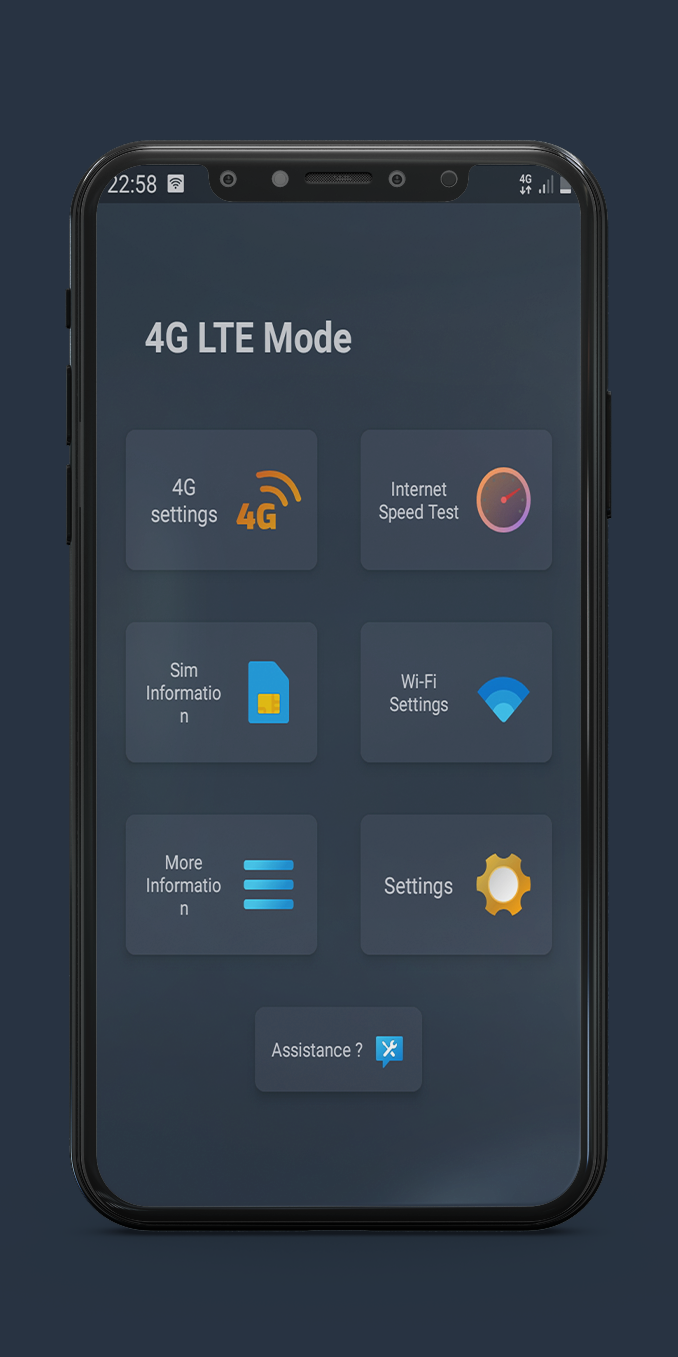 22:58
4G
4G LTE Mode
4G
settings
4G
Internet
Speed Test
Sim
Informatio
n
Wi-Fi
Settings
More
Informatio
n
Settings
Assistance ?